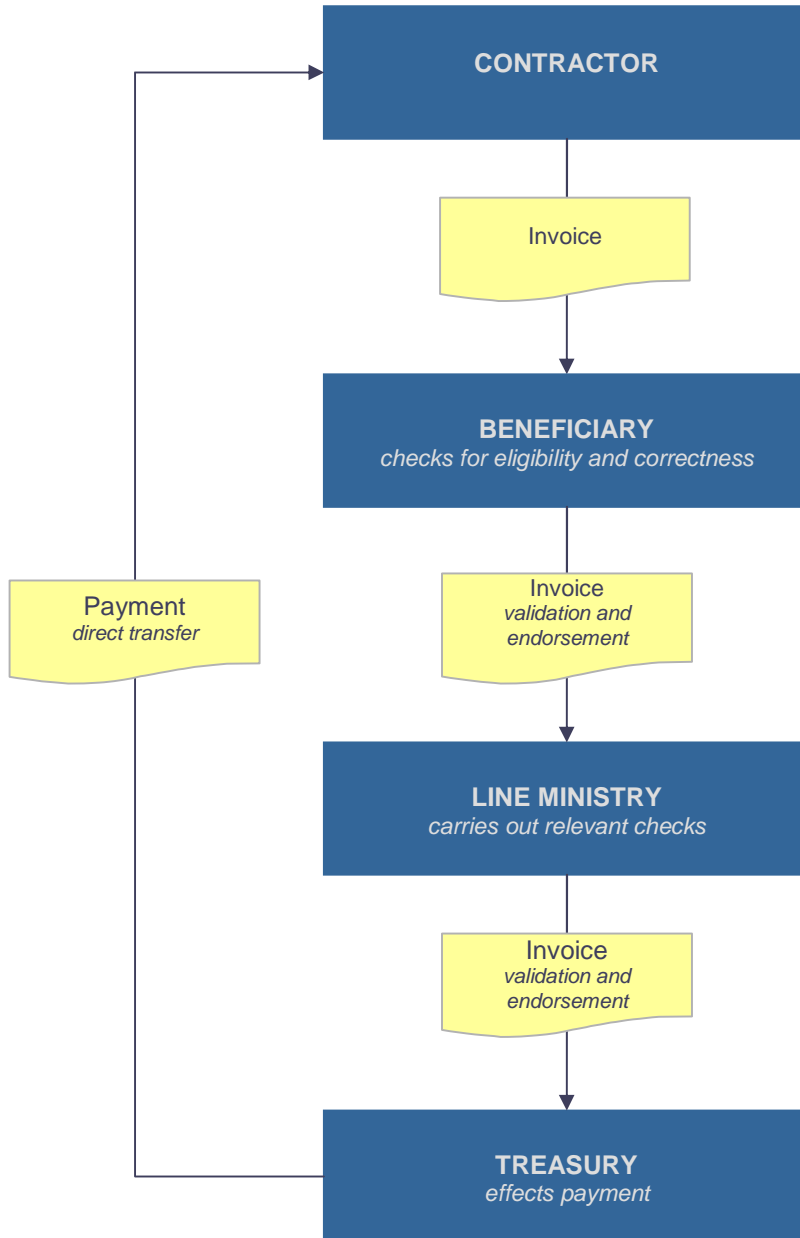 CONTRACTOR
Invoice
BENEFICIARY
checks for eligibility and correctness
Invoice
validation and
endorsement
Payment
direct transfer
LINE MINISTRY
carries out relevant checks
Invoice
validation and
endorsement
TREASURY
effects payment